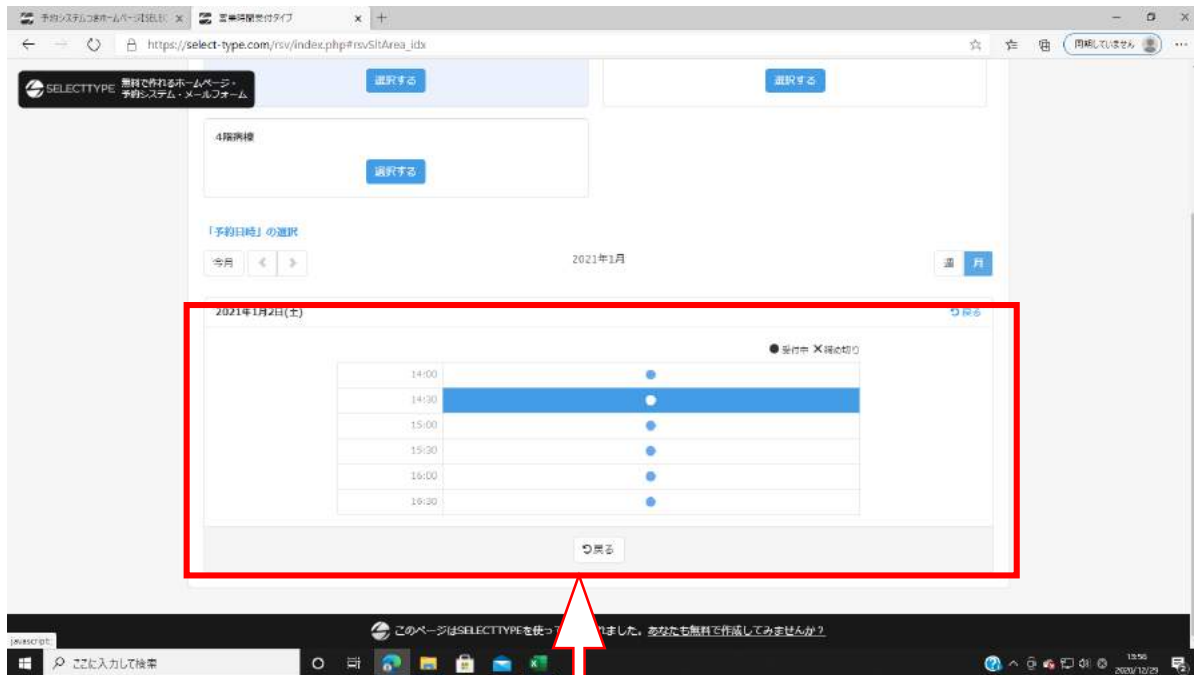 予約システムつきホームページ[SELEC
営業時間受付タイプ
https://select-type.com/rsv/index.php#rsvSltArea_idx
同期していません
SELECTTYPE 無料で作れるホームページ・
予約システム・メールフォーム
選択する
選択する
4階病棟
選択する
「予約日時」の選択
今月
2021年1月
週 月
2021年1月2日(土)
戻る
●受付中 ✕締め切り
14:00
14:30
15:00
15:30
16:00
16:30
戻る
このページはSELECTTYPEを使って
れました。あなたも無料で作成してみませんか？
javascript:
ここに入力して検索
13:56
2020/12/29